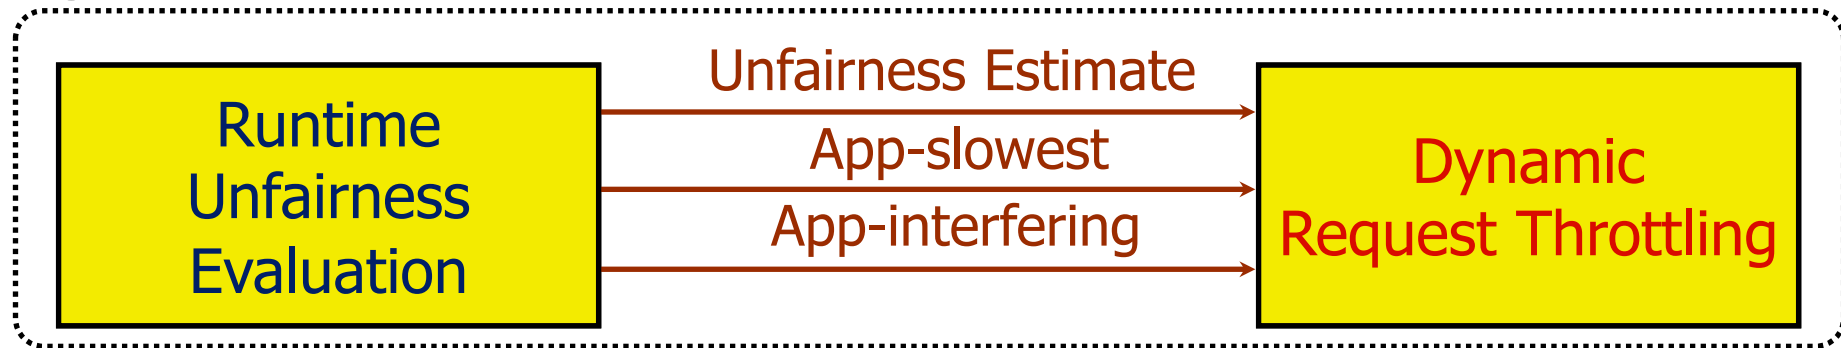 Runtime
Unfairness
Evaluation
Unfairness Estimate
App-slowest
App-interfering
Dynamic
Request Throttling